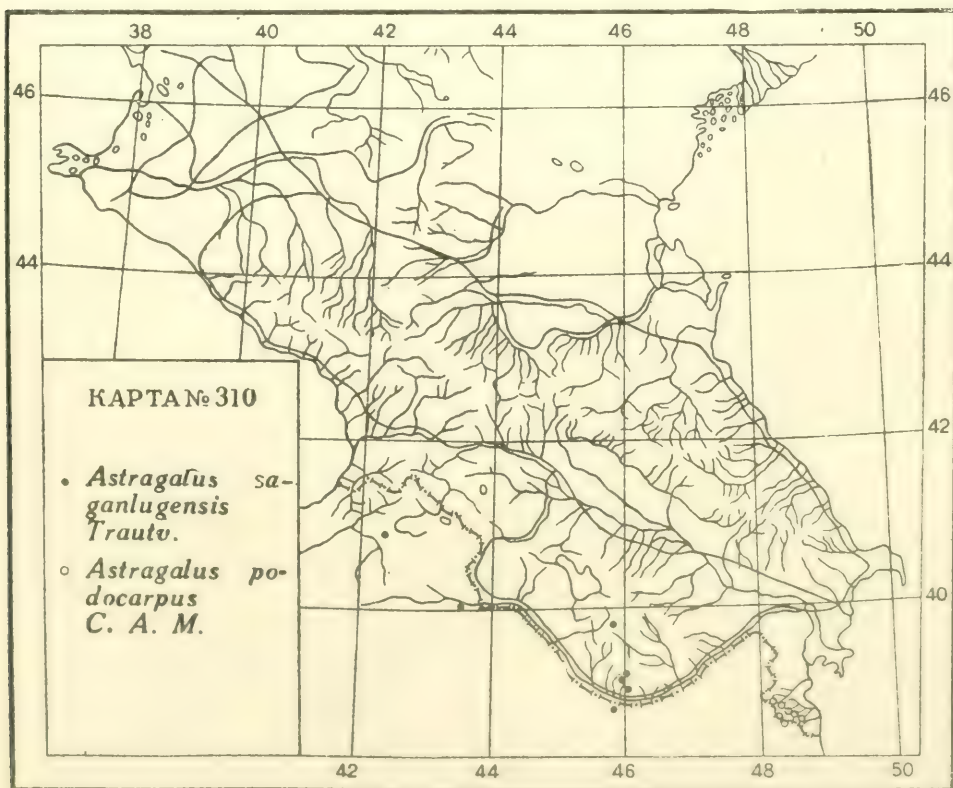 38 40 42 44 46 48 50
46 46
44 44
КАРТА № 310
42
Astragalus sa-
ganlugensis
Trautv.
Astragalus po-
docarpus
C. A. M.
40
42 44 46 48 50